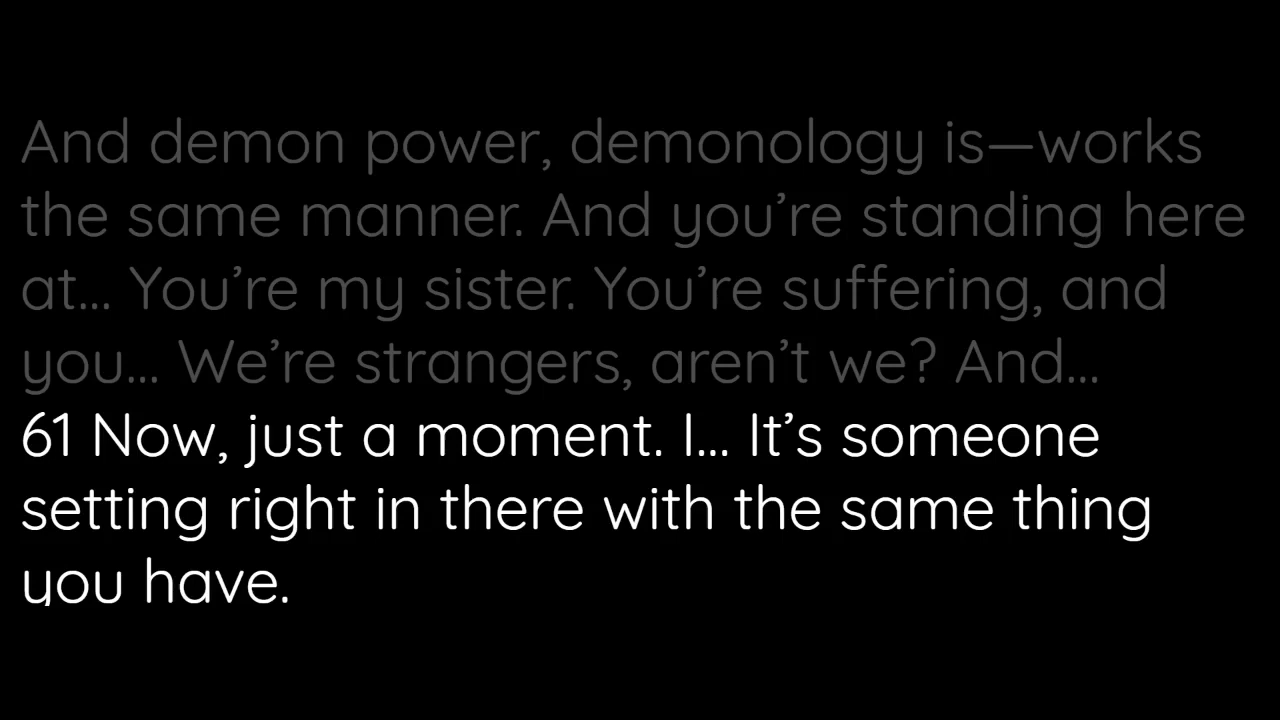 And demon power, demonology is—works
the same manner. And you’re standing here
at... You’re my sister. You’re suffering, and
you... We’re strangers, aren’t we? And...
61 Now, just a moment. I... It’s someone
setting right in there with the same thing
you have.